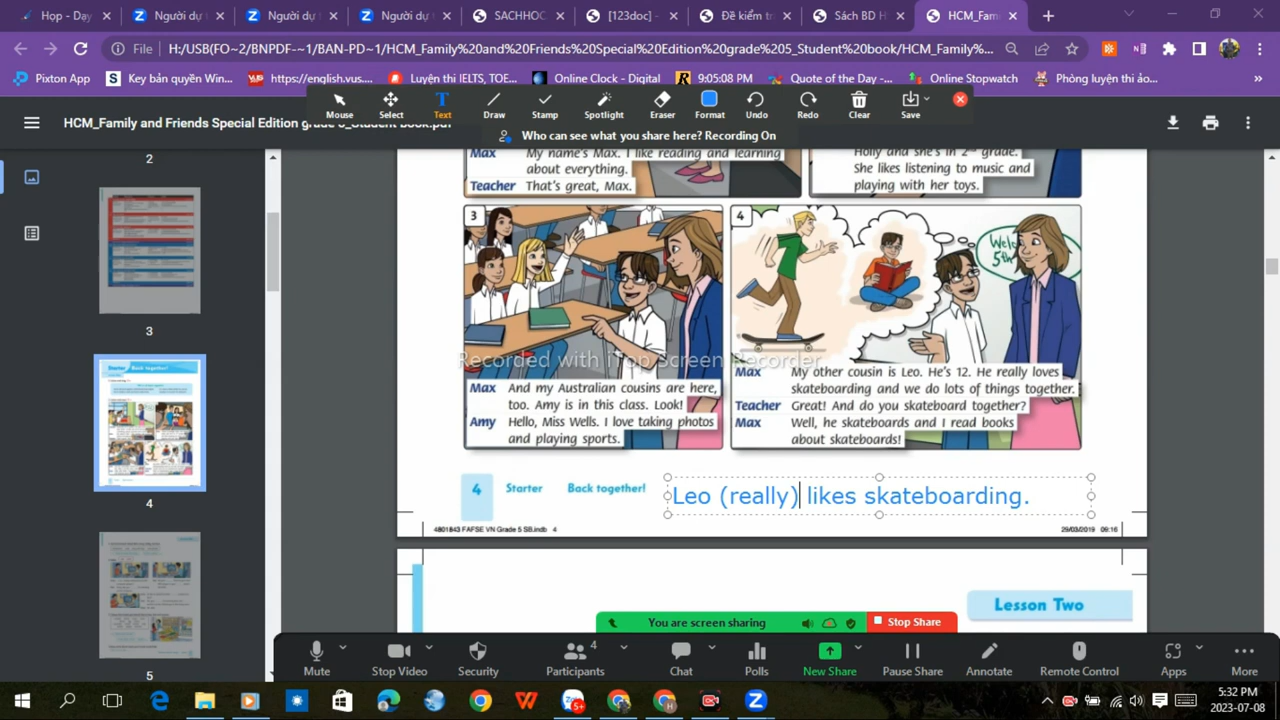 Họp - Dạy
Người dư
Người dư
Người dư
SACHHOC
[123doc] -
Đề kiểm tr
Sách BD H
HCM_Fam
File
H:/USB(FO~2/BNPDF-~1/BAN-PD~1/HCM_Family%20and%20Friends%20Special%20Edition%20grade%205_Student%20book/HCM_Family%...
Pixton App
Key bản quyền Win...
https://english.vus....
Luyện thi IELTS, TOE...
Online Clock - Digital
9:05:08 PM
Quote of the Day -...
Online Stopwatch
Phòng luyện thi ảo...
Mouse
Select
Text
Draw
Stamp
Spotlight
Eraser
Format
Undo
Redo
Clear
Save
HCM_Family and Friends Special Edition grade 5_Student book.pdf
Who can see what you share here? Recording On
2
3
4
5
Max My name's Max. I like reading and learning
about everything.
Teacher That's great, Max.
Holly and she's in 2nd grade.
She likes listening to music and
playing with her toys.
3
Max And my Australian cousins are here,
too. Amy is in this class. Look!
Amy Hello, Miss Wells. I love taking photos
and playing sports.
4
5th
Max My other cousin is Leo. He's 12. He really loves
skateboarding and we do lots of things together.
Teacher Great! And do you skateboard together?
Max Well, he skateboards and I read books
about skateboards!
Recorded with iTop Screen Recorder
4 Starter Back together!
Leo (really) likes skateboarding.
4801843 FAFSE VN Grade 5 SB.indb 4
29/03/2019 09:16
Lesson Two
You are screen sharing
Stop Share
Mute
Stop Video
Security
Participants
4
Chat
Polls
New Share
Pause Share
Annotate
Remote Control
Apps
More
5:32 PM
2023-07-08